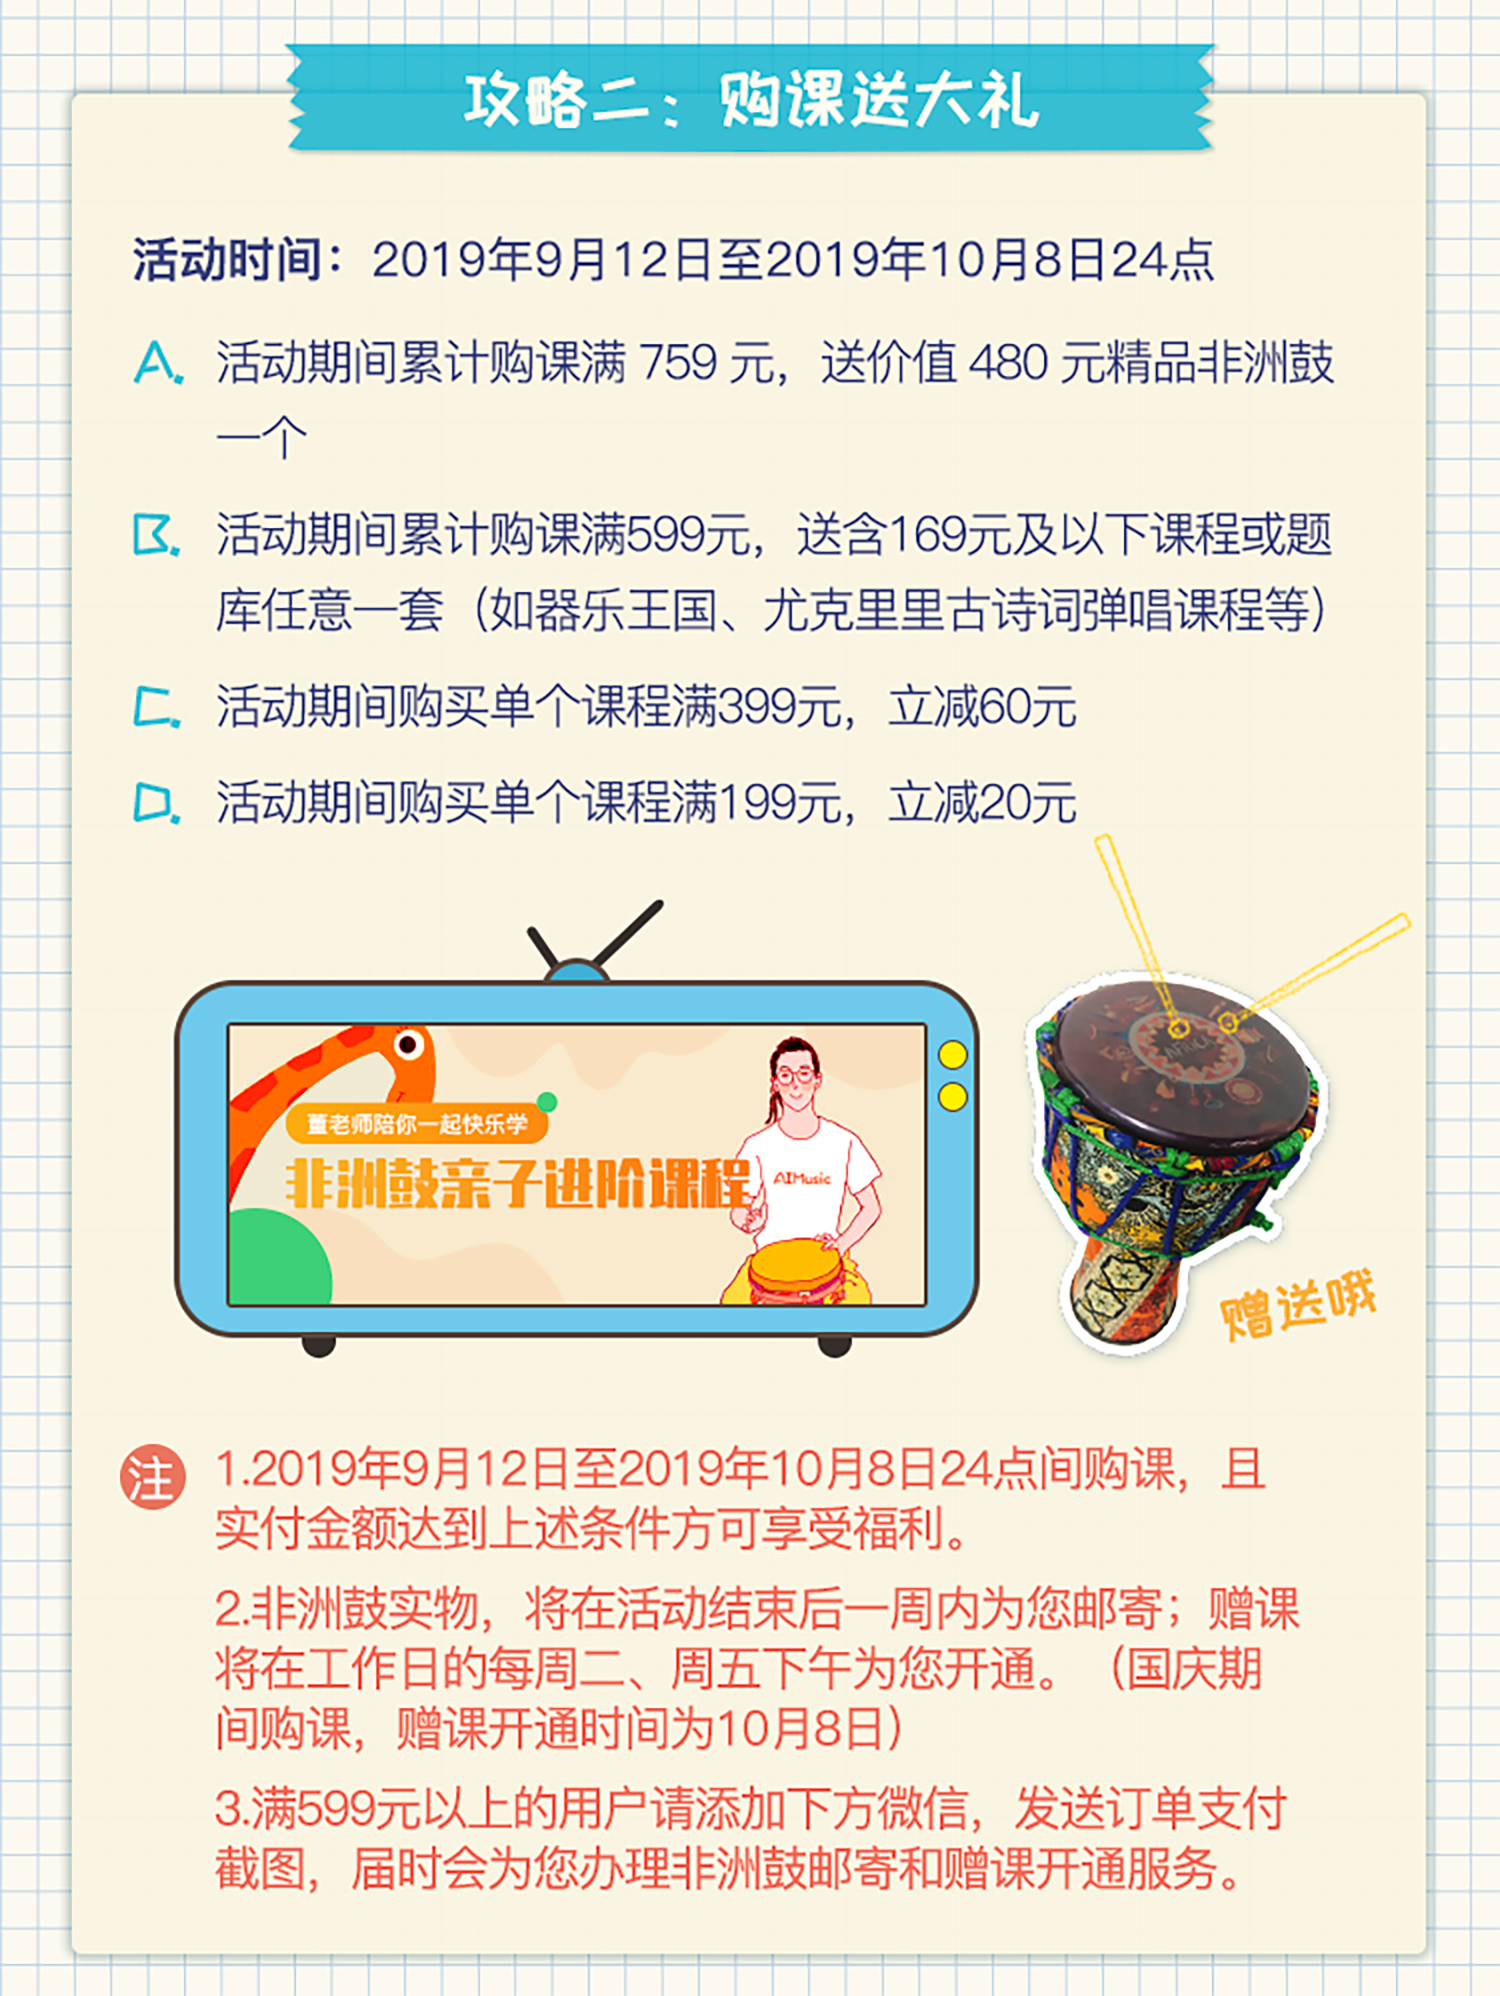 攻略二：购课送大礼
活动时间：2019年9月12日至2019年10月8日24点
A. 活动期间累计购课满 759 元，送价值 480 元精品非洲鼓
一个
B. 活动期间累计购课满599元，送含169元及以下课程或题
库任意一套（如器乐王国、尤克里里古诗词弹唱课程等）
C. 活动期间购买单个课程满399元，立减60元
D. 活动期间购买单个课程满199元，立减20元
董老师陪你一起快乐学
非洲鼓亲子进阶课程
AIMusic
AFRICA
赠送哦
注 1.2019年9月12日至2019年10月8日24点间购课，且
实付金额达到上述条件方可享受福利。
2.非洲鼓实物，将在活动结束后一周内为您邮寄；赠课
将在工作日的每周二、周五下午为您开通。（国庆期
间购课，赠课开通时间为10月8日）
3.满599元以上的用户请添加下方微信，发送订单支付
截图，届时会为您办理非洲鼓邮寄和赠课开通服务。